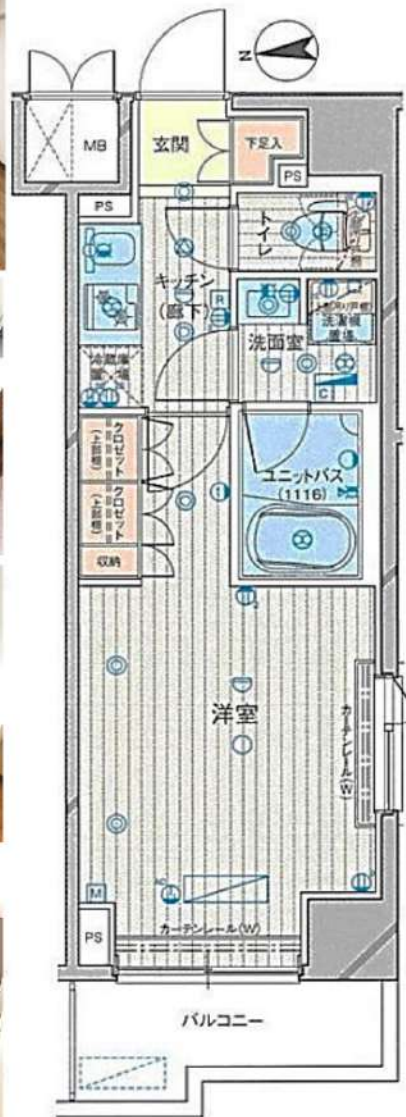 N
MB
玄関
下足入
PS
PS
トイレ
キッチン
(廊下)
R
冷蔵庫
置場
洗面室
洗濯機
置場
C
クロゼット
(上部棚)
クロゼット
(上部棚)
収納
ユニットバス
(1116)
洋室
カーテンレール(W)
M
PS
カーテンレール(W)
バルコニー